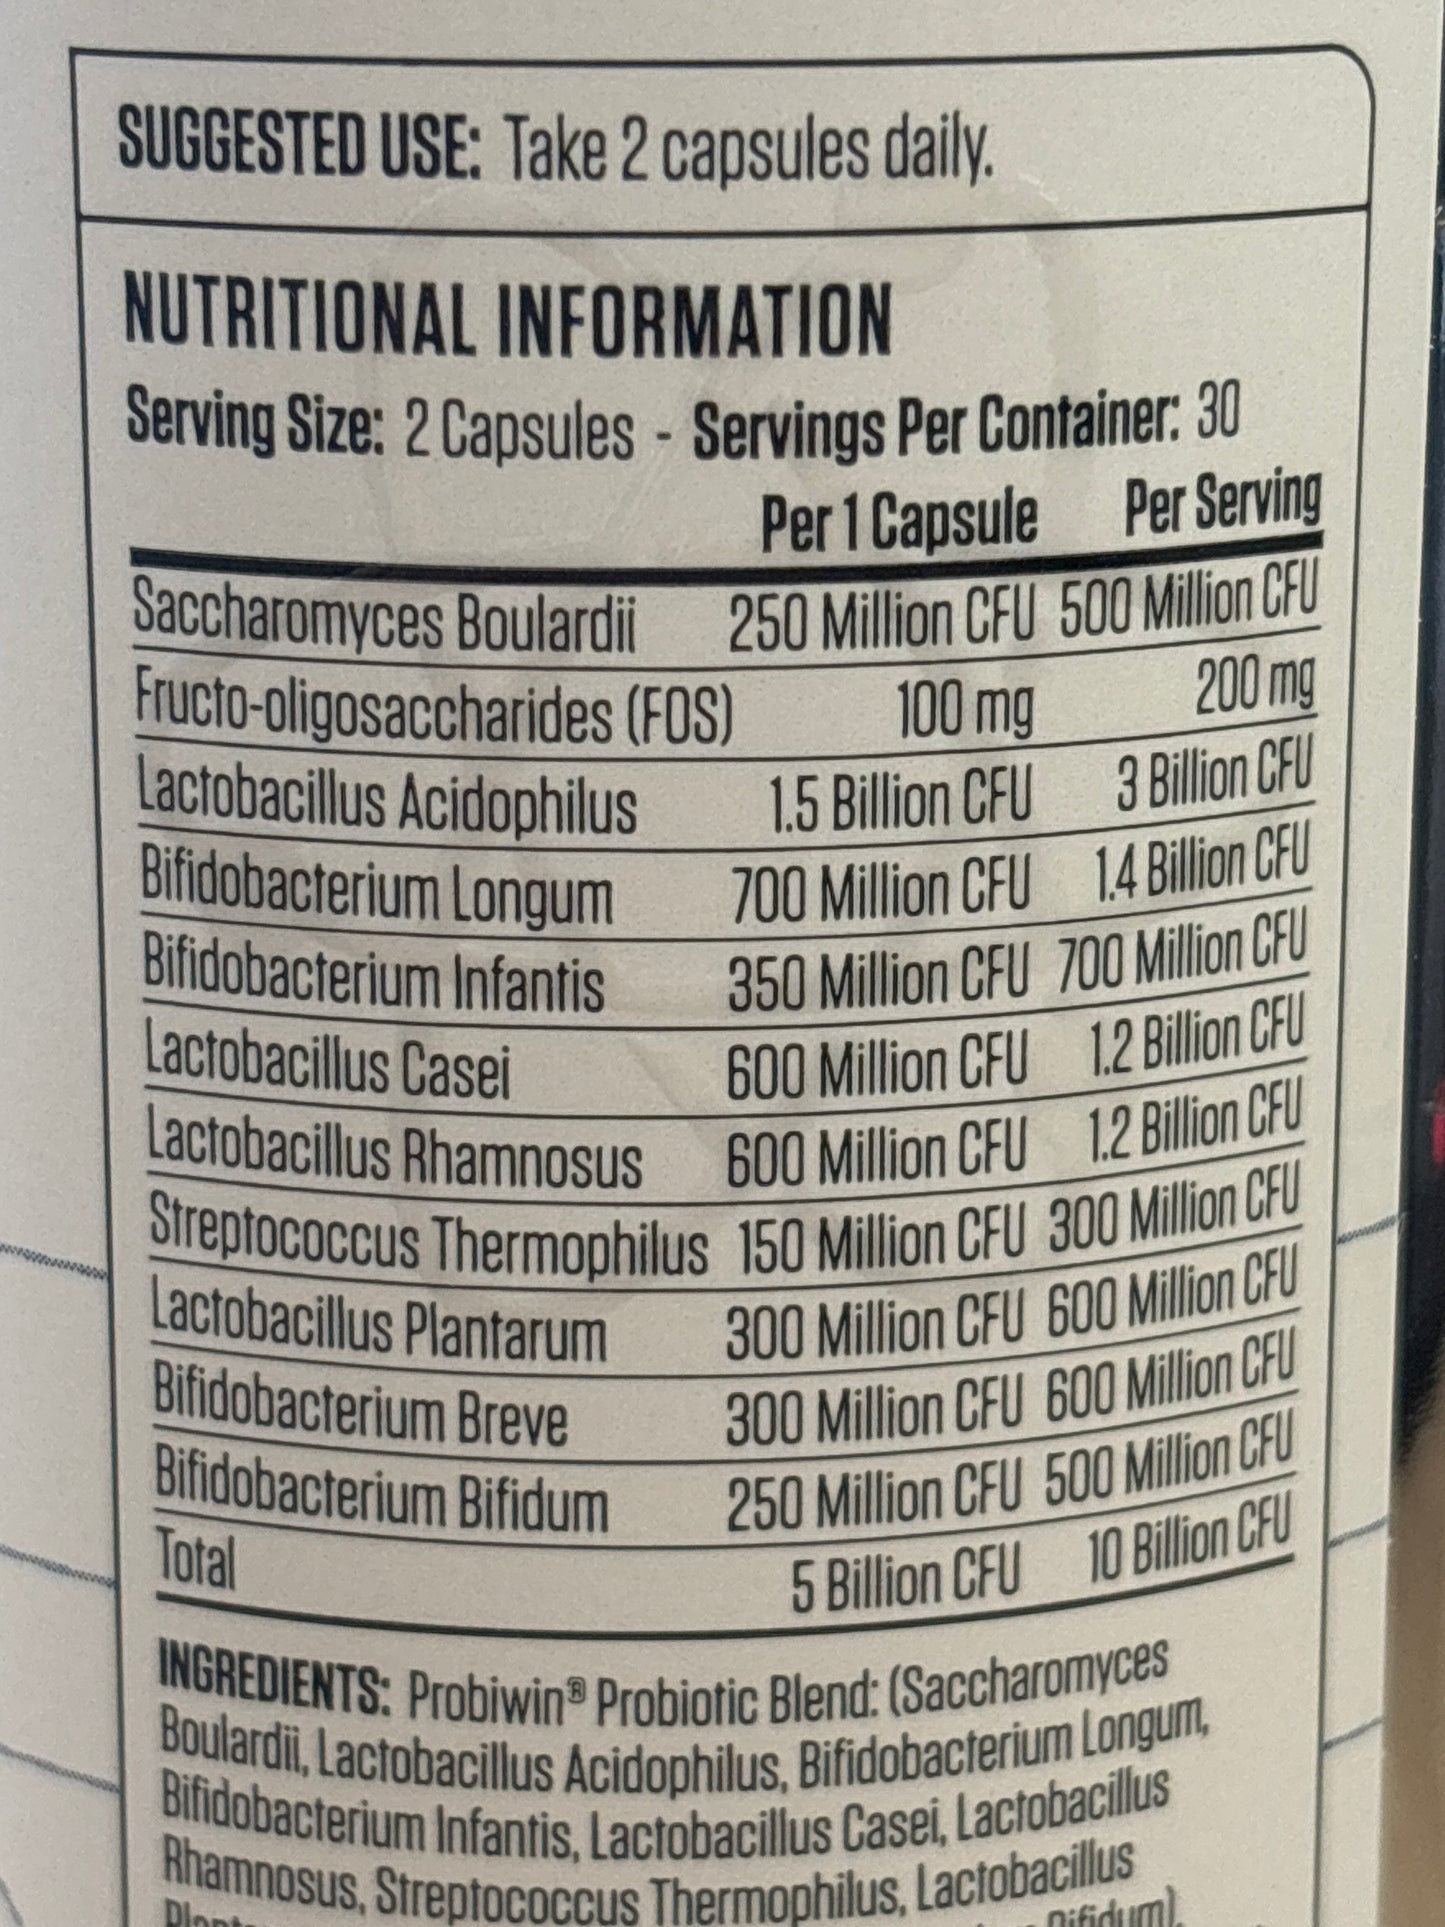 SUGGESTED USE: Take 2 capsules daily.
NUTRITIONAL INFORMATION
Serving Size: 2 Capsules - Servings Per Container: 30
Per 1 Capsule Per Serving
Saccharomyces Boulardii 250 Million CFU 500 Million CFU
Fructo-oligosaccharides (FOS) 100 mg 200 mg
Lactobacillus Acidophilus 1.5 Billion CFU 3 Billion CFU
Bifidobacterium Longum 700 Million CFU 1.4 Billion CFU
Bifidobacterium Infantis 350 Million CFU 700 Million CFU
Lactobacillus Casei 600 Million CFU 1.2 Billion CFU
Lactobacillus Rhamnosus 600 Million CFU 1.2 Billion CFU
Streptococcus Thermophilus 150 Million CFU 300 Million CFU
Lactobacillus Plantarum 300 Million CFU 600 Million CFU
Bifidobacterium Breve 300 Million CFU 600 Million CFU
Bifidobacterium Bifidum 250 Million CFU 500 Million CFU
Total 5 Billion CFU 10 Billion CFU
INGREDIENTS: Probiwin® Probiotic Blend: (Saccharomyces
Boulardii, Lactobacillus Acidophilus, Bifidobacterium Longum,
Bifidobacterium Infantis, Lactobacillus Casei, Lactobacillus
Rhamnosus, Streptococcus Thermophilus, Lactobacillus
Bifidum),